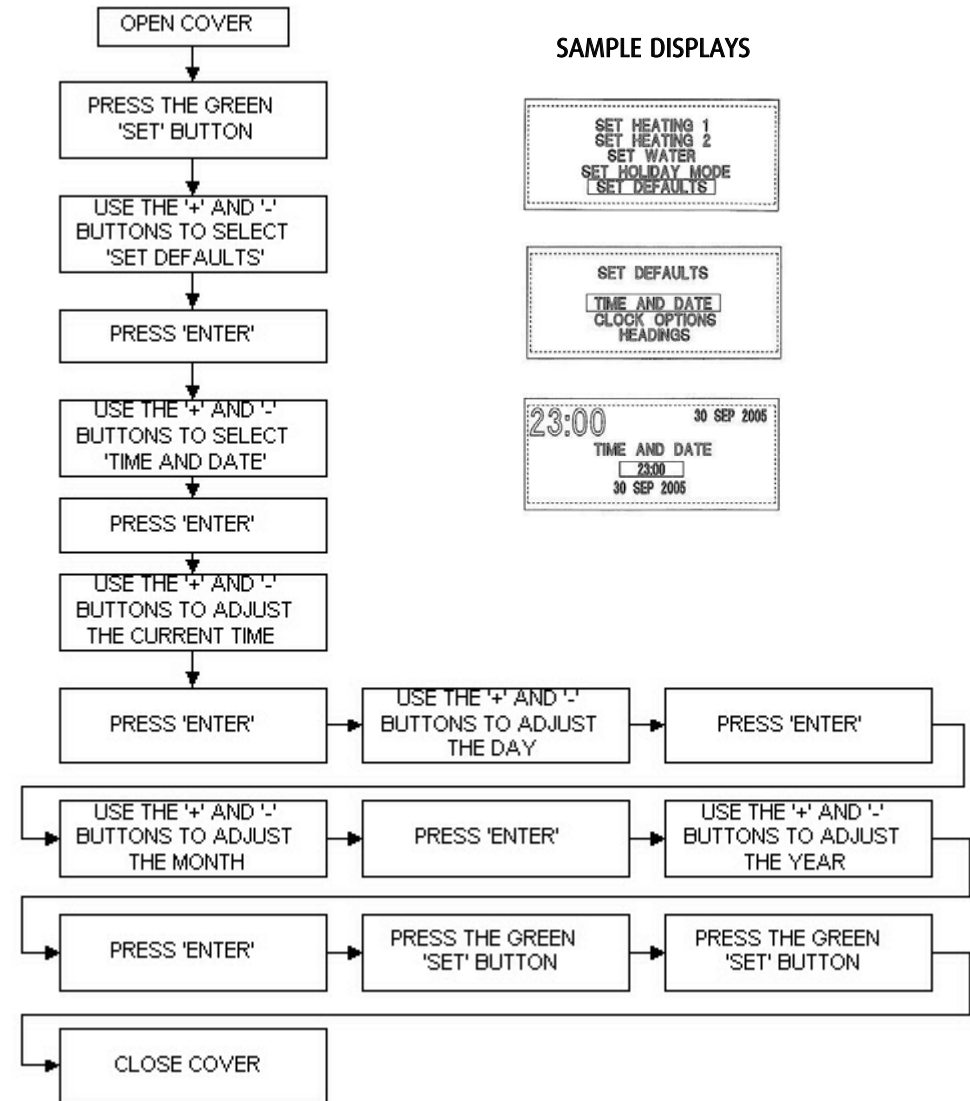 OPEN COVER
PRESS THE GREEN
'SET' BUTTON
USE THE '+' AND '-'
BUTTONS TO SELECT
'SET DEFAULTS'
PRESS 'ENTER'
USE THE '+' AND '-'
BUTTONS TO SELECT
'TIME AND DATE'
PRESS 'ENTER'
USE THE '+' AND '-'
BUTTONS TO ADJUST
THE CURRENT TIME
PRESS 'ENTER'
USE THE '+' AND '-'
BUTTONS TO ADJUST
THE DAY
PRESS 'ENTER'
USE THE '+' AND '-'
BUTTONS TO ADJUST
THE MONTH
PRESS 'ENTER'
USE THE '+' AND '-'
BUTTONS TO ADJUST
THE YEAR
PRESS 'ENTER'
PRESS THE GREEN
'SET' BUTTON
PRESS THE GREEN
'SET' BUTTON
CLOSE COVER
SAMPLE DISPLAYS
SET HEATING 1
SET HEATING 2
SET WATER
SET HOLIDAY MODE
SET DEFAULTS
SET DEFAULTS
TIME AND DATE
CLOCK OPTIONS
HEADINGS
23:00 30 SEP 2005
TIME AND DATE
23:00
30 SEP 2005